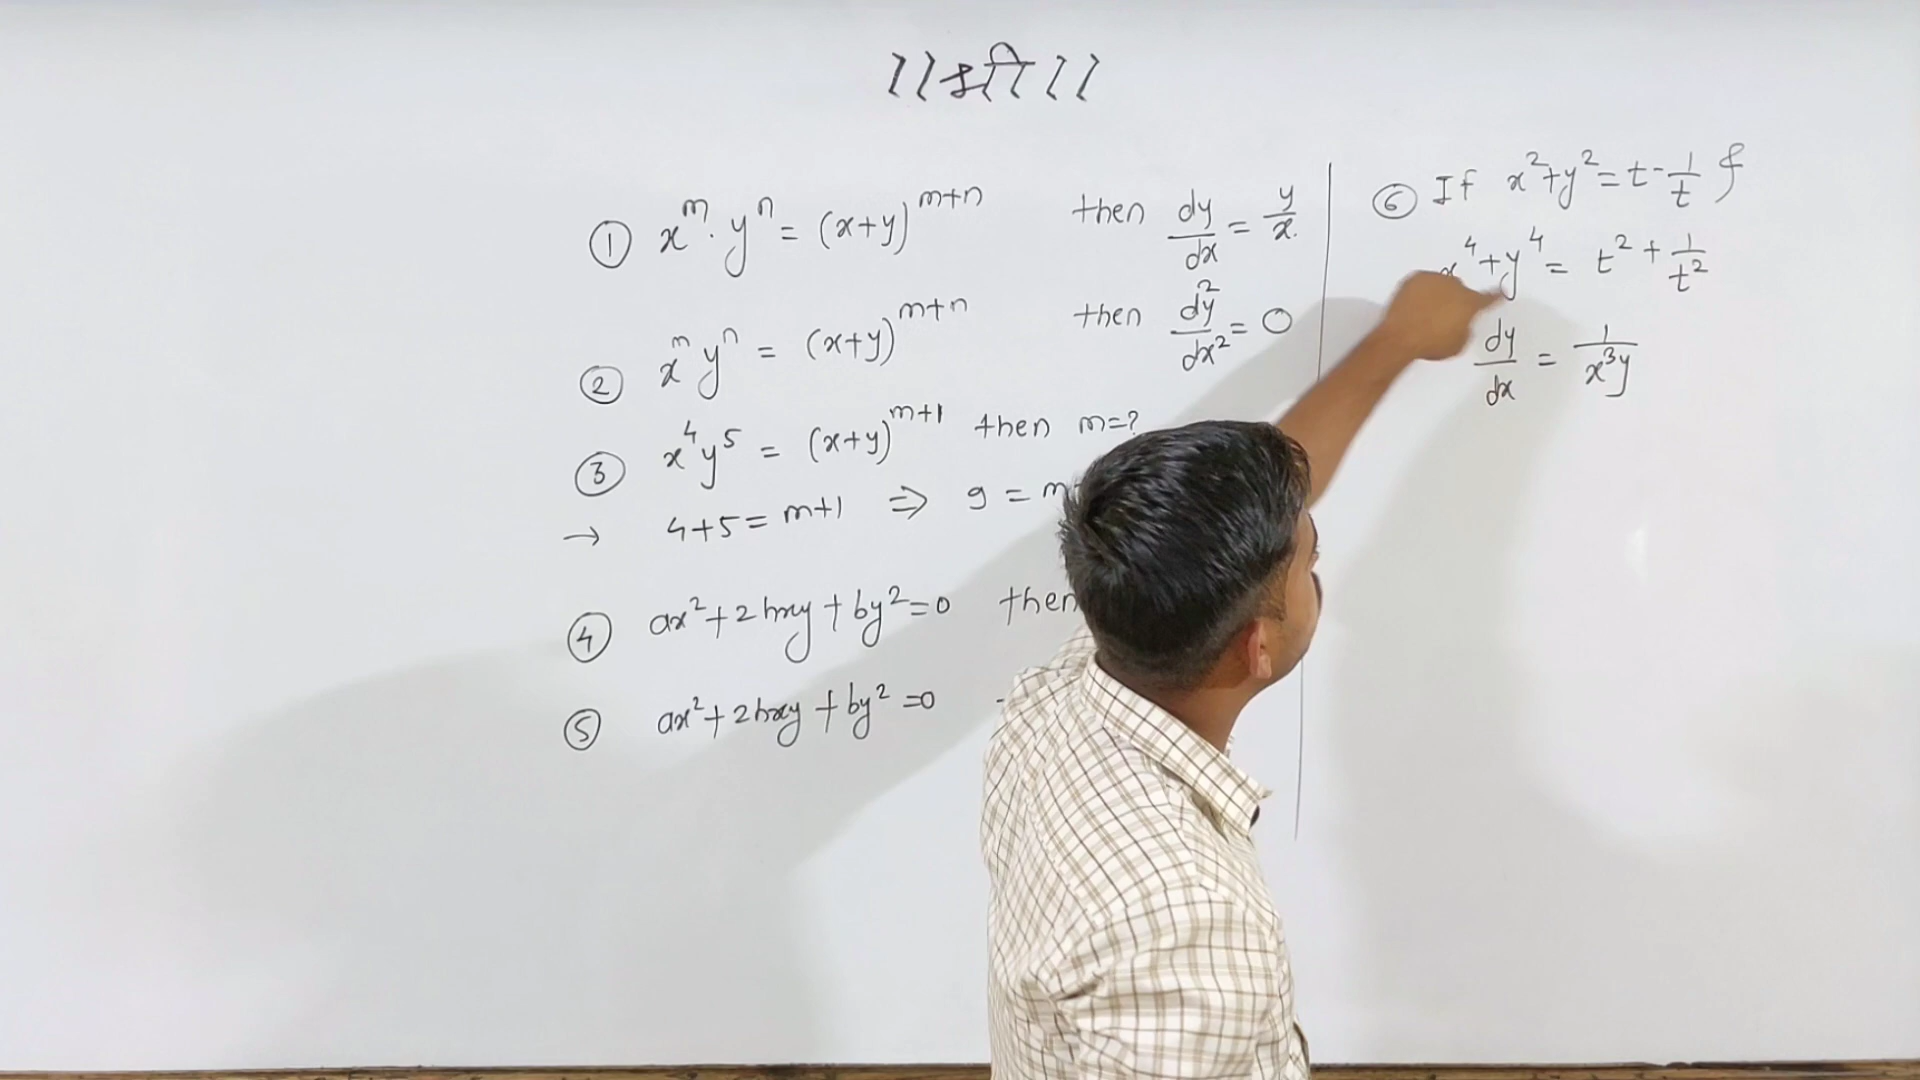 ।।श्री।।
① x^m . y^n = (x+y)^{m+n} then dy/dx = y/x.
② x^m y^n = (x+y)^{m+n} then d²y/dx² = 0
③ x^4 y^5 = (x+y)^{m+1} then m=?
→ 4+5 = m+1 ⇒ 9 = m+
④ ax²+2hxy+by²=0 then
⑤ ax²+2hxy+by²=0
⑥ If x²+y² = t-1/t &
x^4+y^4 = t²+1/t²
dy/dx = 1/x³y